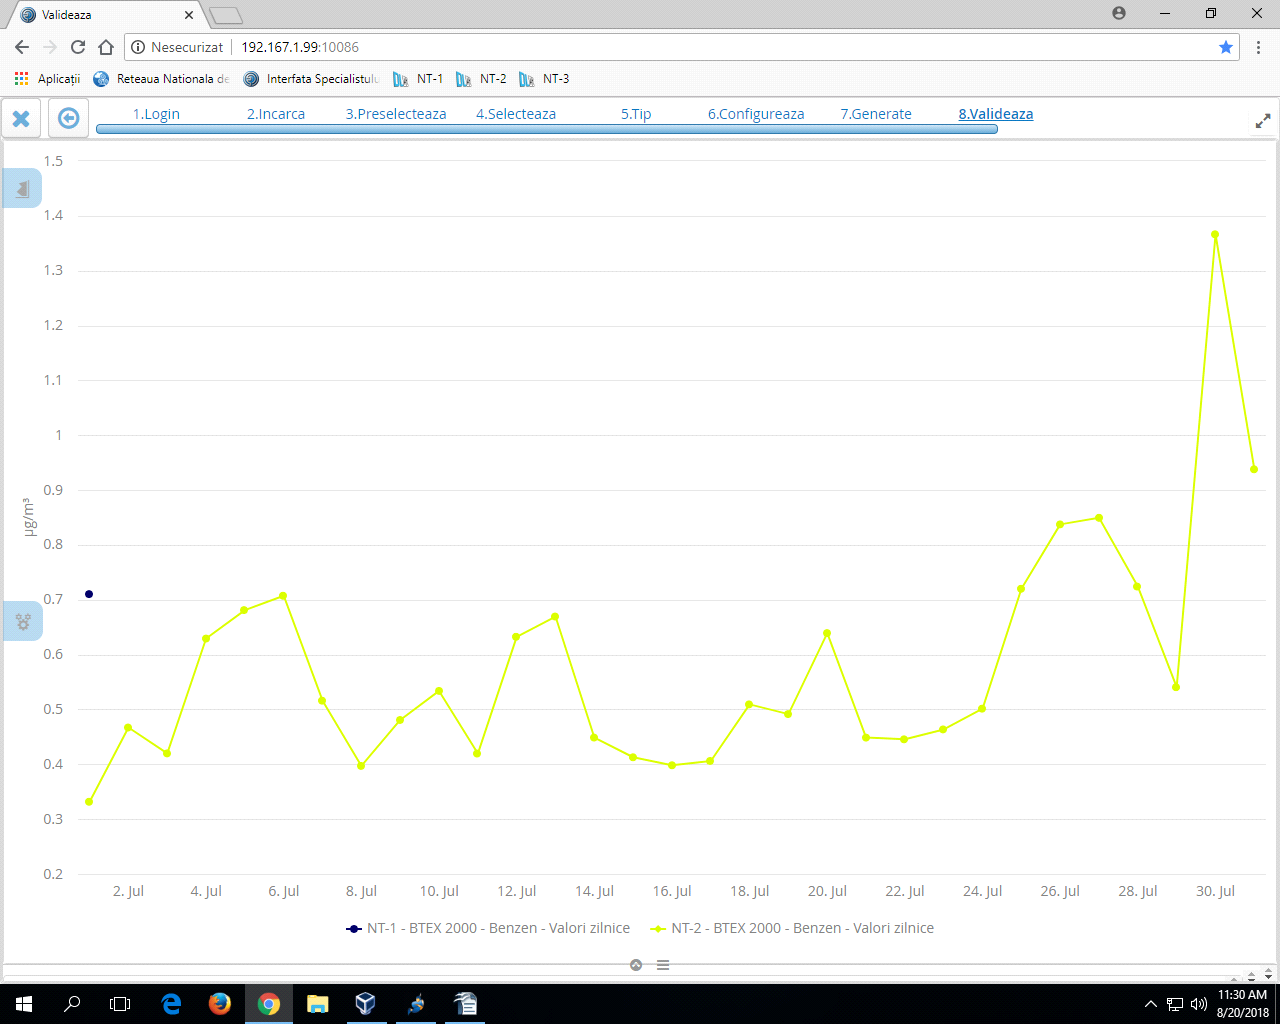 Valideaza
Nesecurizat 192.167.1.99:10086
Aplicații Reteaua Nationala de Interfata Specialistulu NT-1 NT-2 NT-3
1.Login 2.Incarca 3.Preselecteaza 4.Selecteaza 5.Tip 6.Configureaza 7.Generate 8.Valideaza
1.5
1.4
1.3
1.2
1.1
1
0.9
µg/m³
0.8
0.7
0.6
0.5
0.4
0.3
0.2
2. Jul 4. Jul 6. Jul 8. Jul 10. Jul 12. Jul 14. Jul 16. Jul 18. Jul 20. Jul 22. Jul 24. Jul 26. Jul 28. Jul 30. Jul
NT-1 - BTEX 2000 - Benzen - Valori zilnice NT-2 - BTEX 2000 - Benzen - Valori zilnice
11:30 AM
8/20/2018